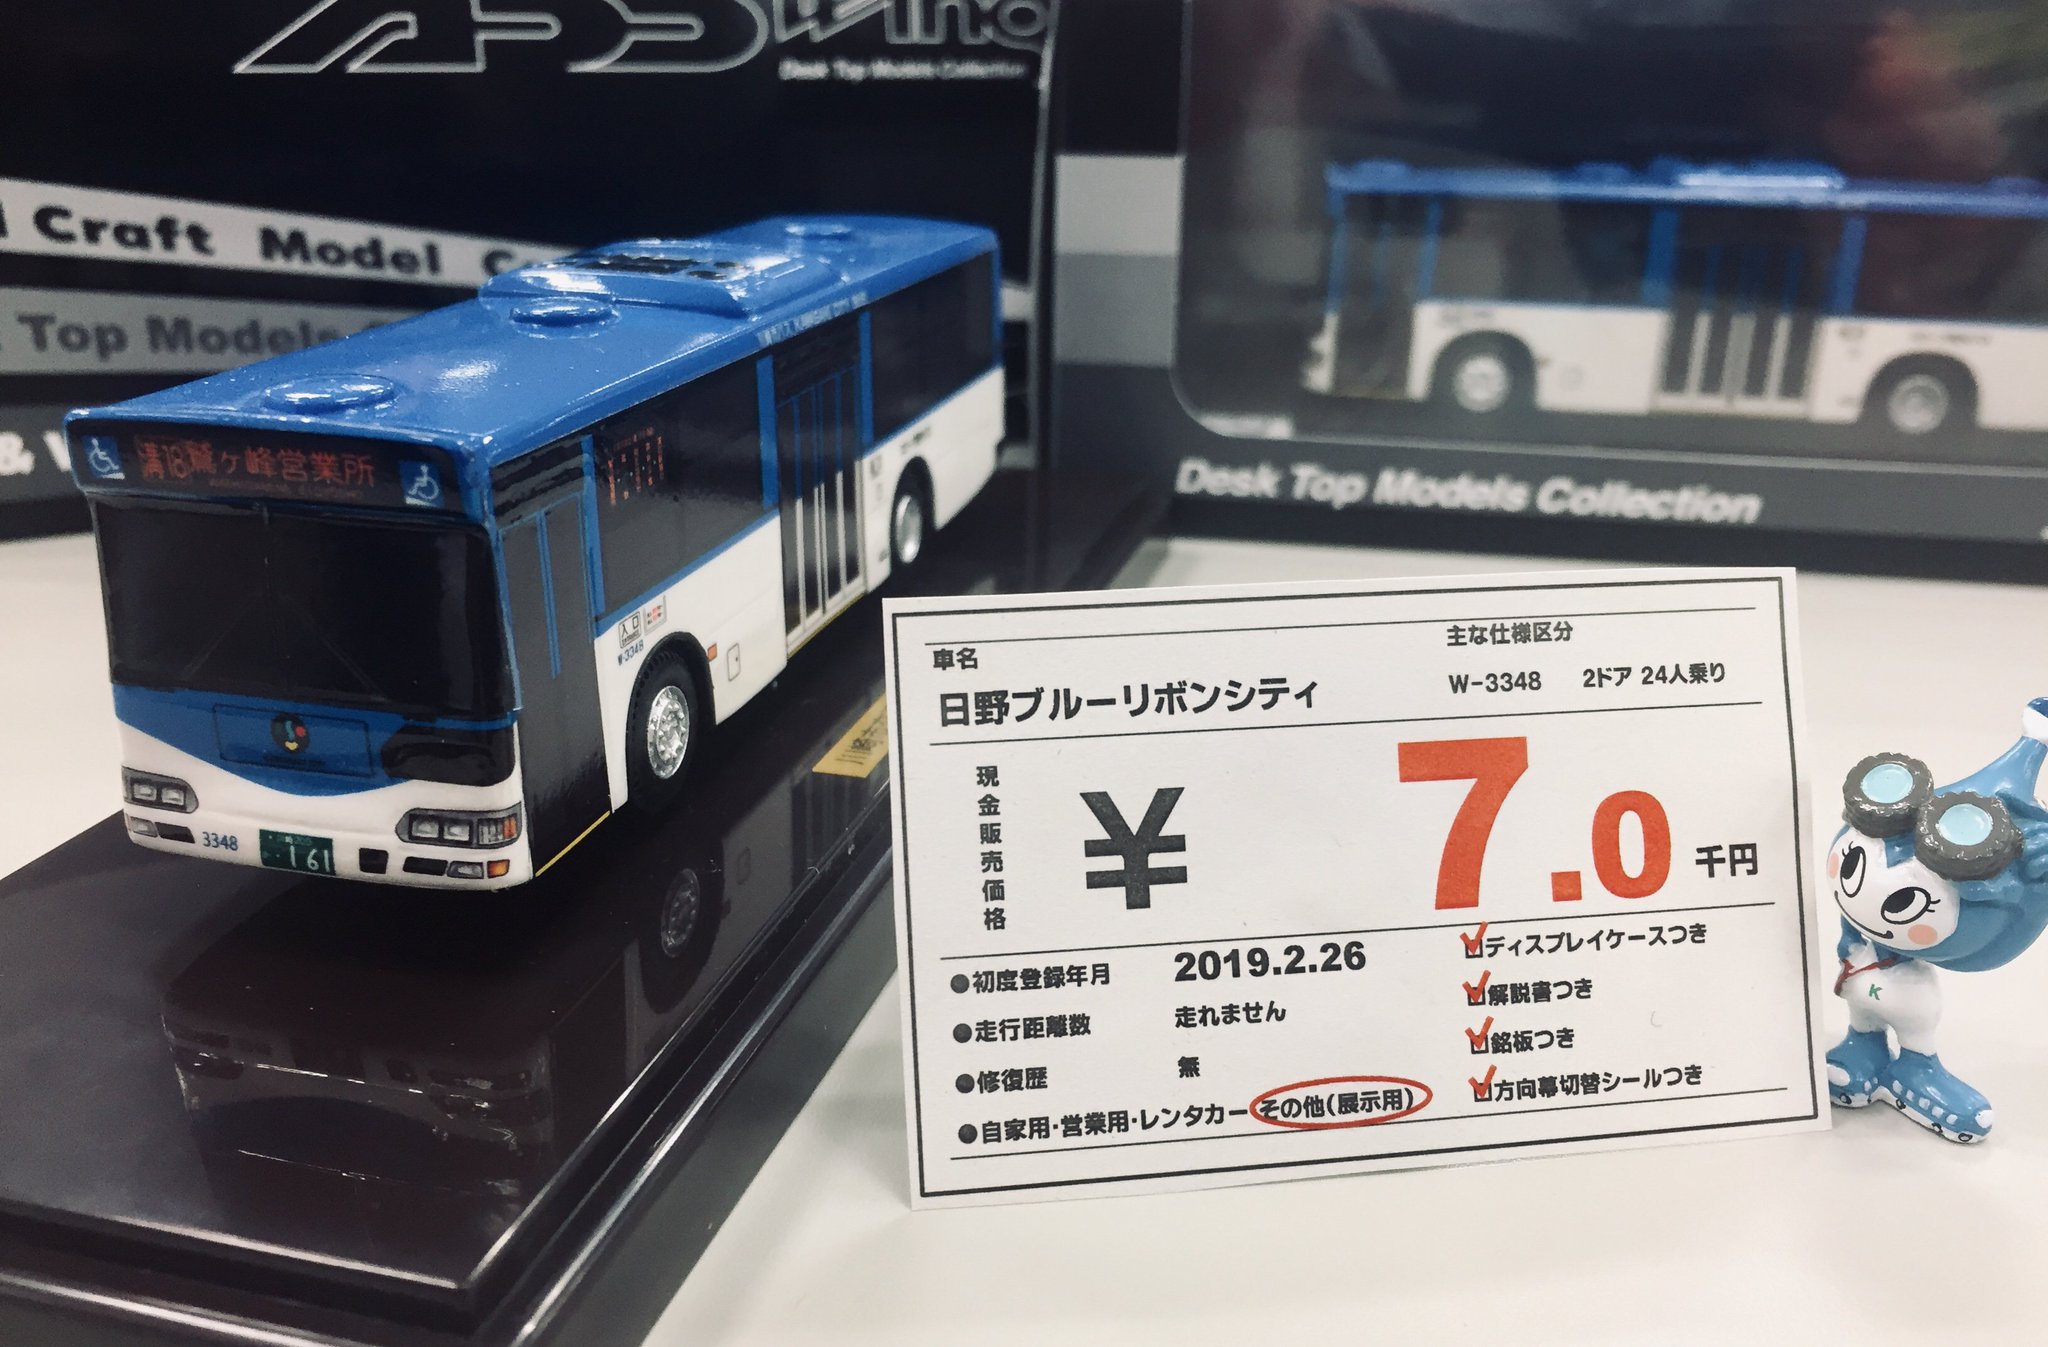 Desk Top Models Collection
Craft Model
Top Models
溝18鷲ヶ峰営業所
入口
W-3348
3348
161
Desk Top Models Collection
車名
主な仕様区分
日野ブルーリボンシティ
W-3348 2ドア 24人乗り
現金販売価格
¥ 7.0 千円
●初度登録年月 2019.2.26
●走行距離数 走れません
●修復歴 無
●自家用・営業用・レンタカー その他(展示用)
ディスプレイケースつき
解説書つき
銘板つき
方向幕切替シールつき
K